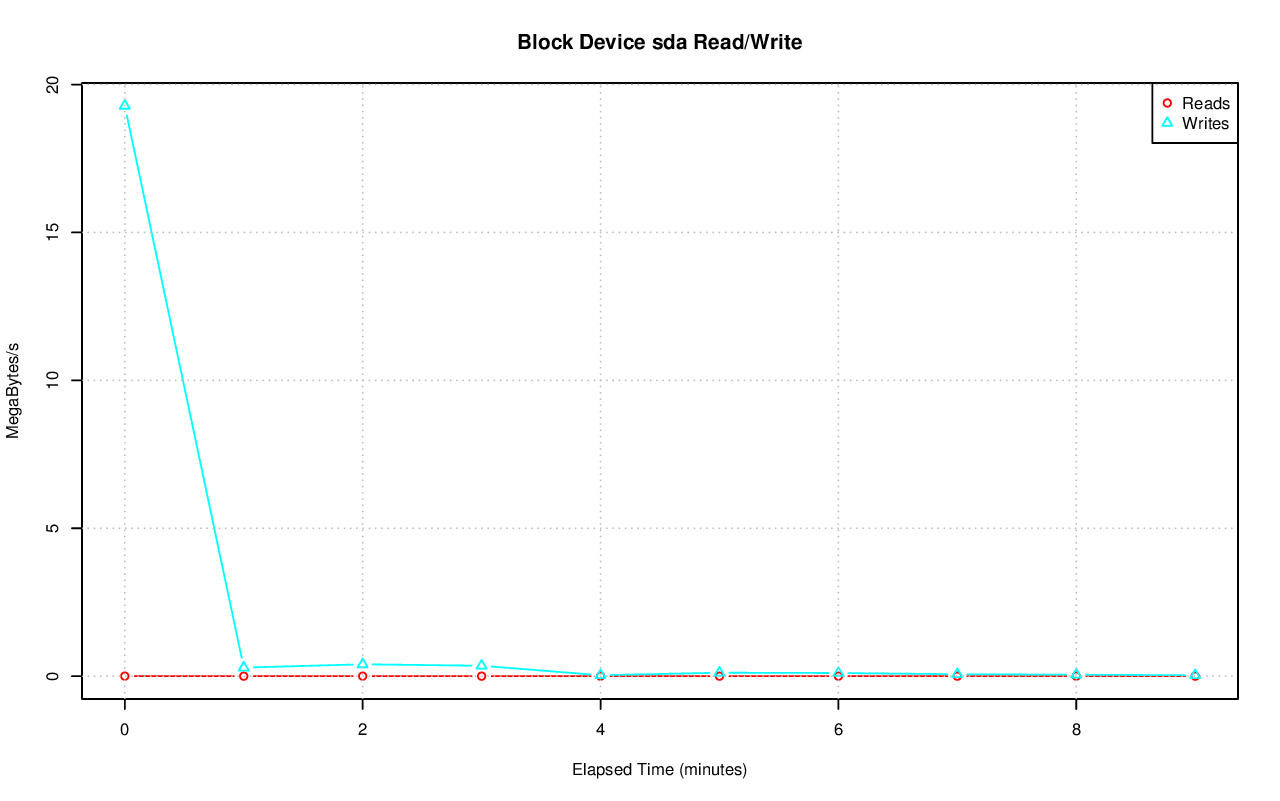 Block Device sda Read/Write
Reads
Writes
MegaBytes/s
20
15
10
5
0
0 2 4 6 8
Elapsed Time (minutes)